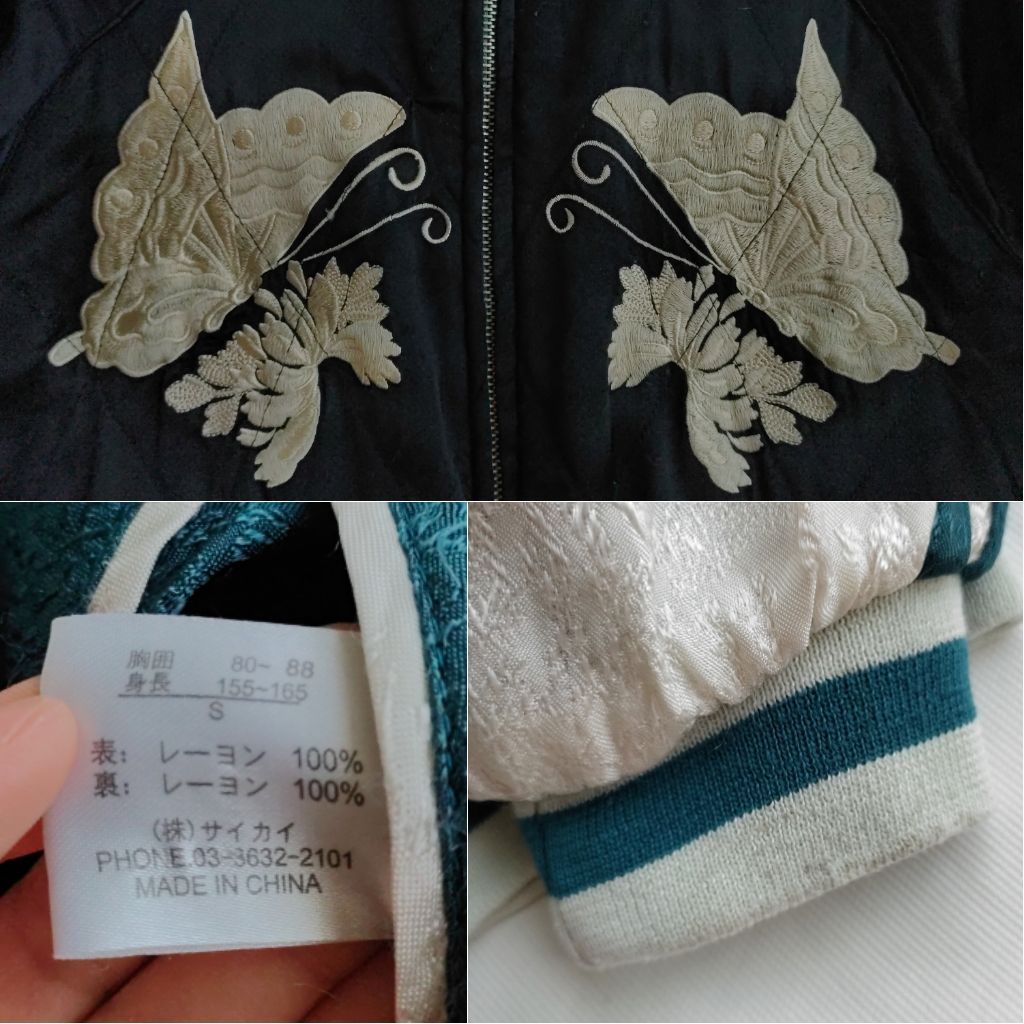 胸囲 80~ 88
身長 155~165
S
表: レーヨン 100%
裏: レーヨン 100%
(株)サイカイ
PHONE.03-3632-2101
MADE IN CHINA